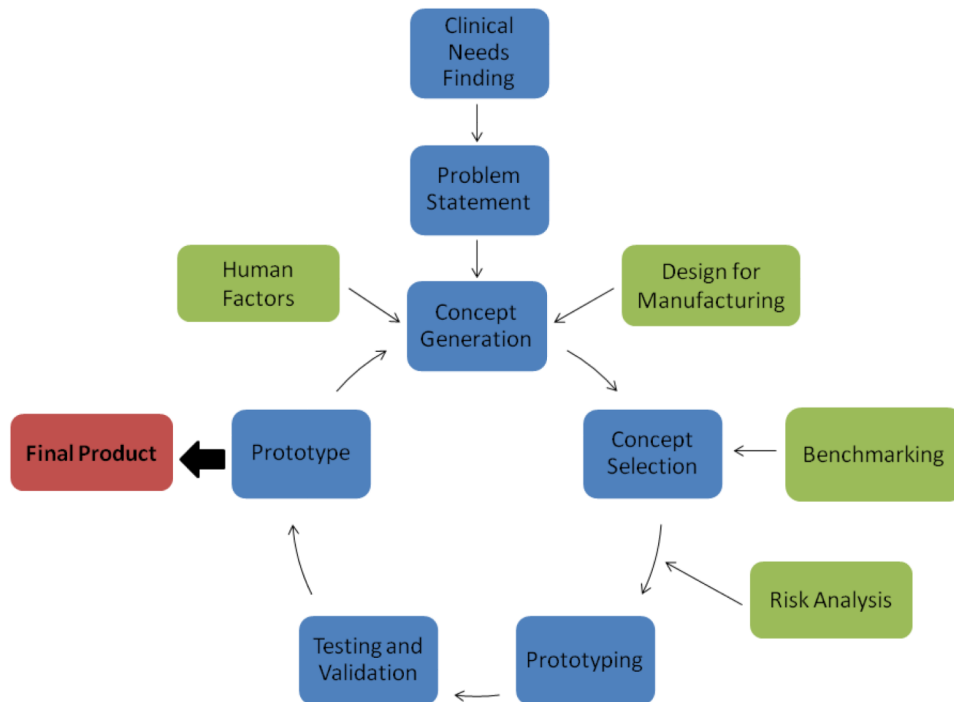 Clinical
Needs
Finding
Problem
Statement
Human
Factors
Design for
Manufacturing
Concept
Generation
Final Product
Prototype
Concept
Selection
Benchmarking
Risk Analysis
Testing and
Validation
Prototyping